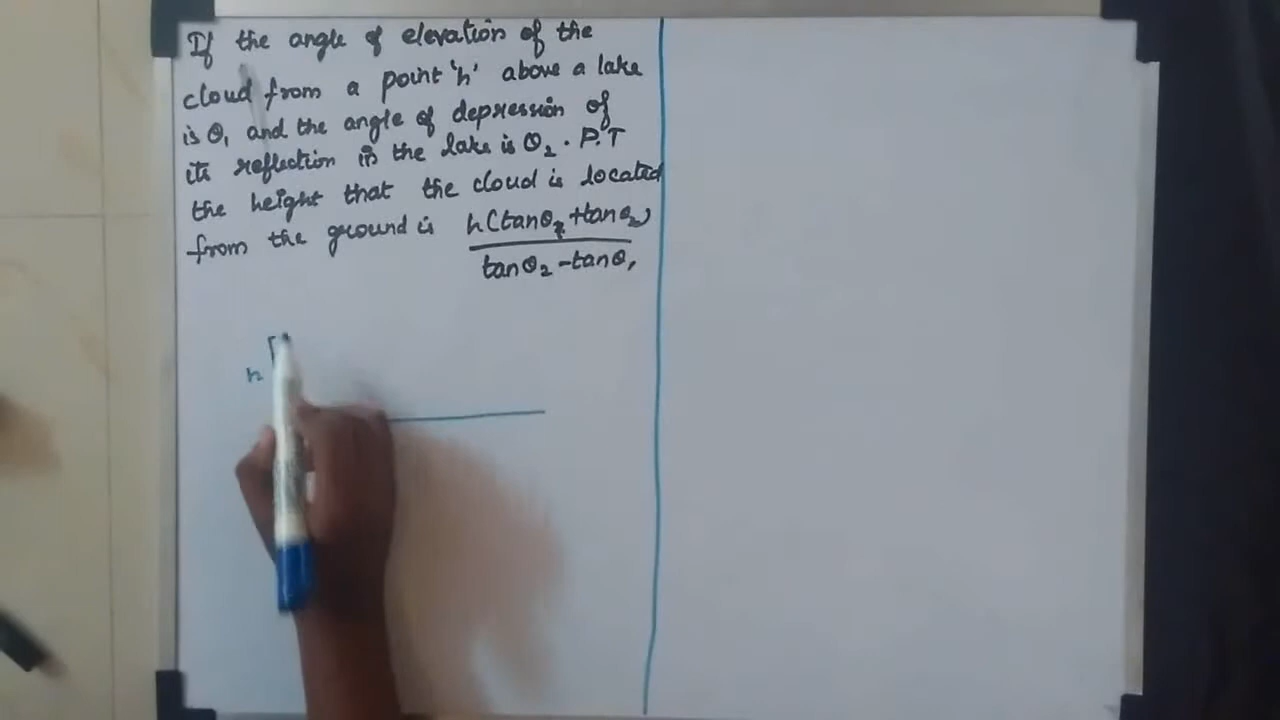 If the angle of elevation of the
cloud from a point 'h' above a lake
is θ₁ and the angle of depression of
its reflection in the lake is θ₂. P.T
the height that the cloud is located
from the ground is h(tanθ₁+tanθ₂)
tanθ₂-tanθ₁
h